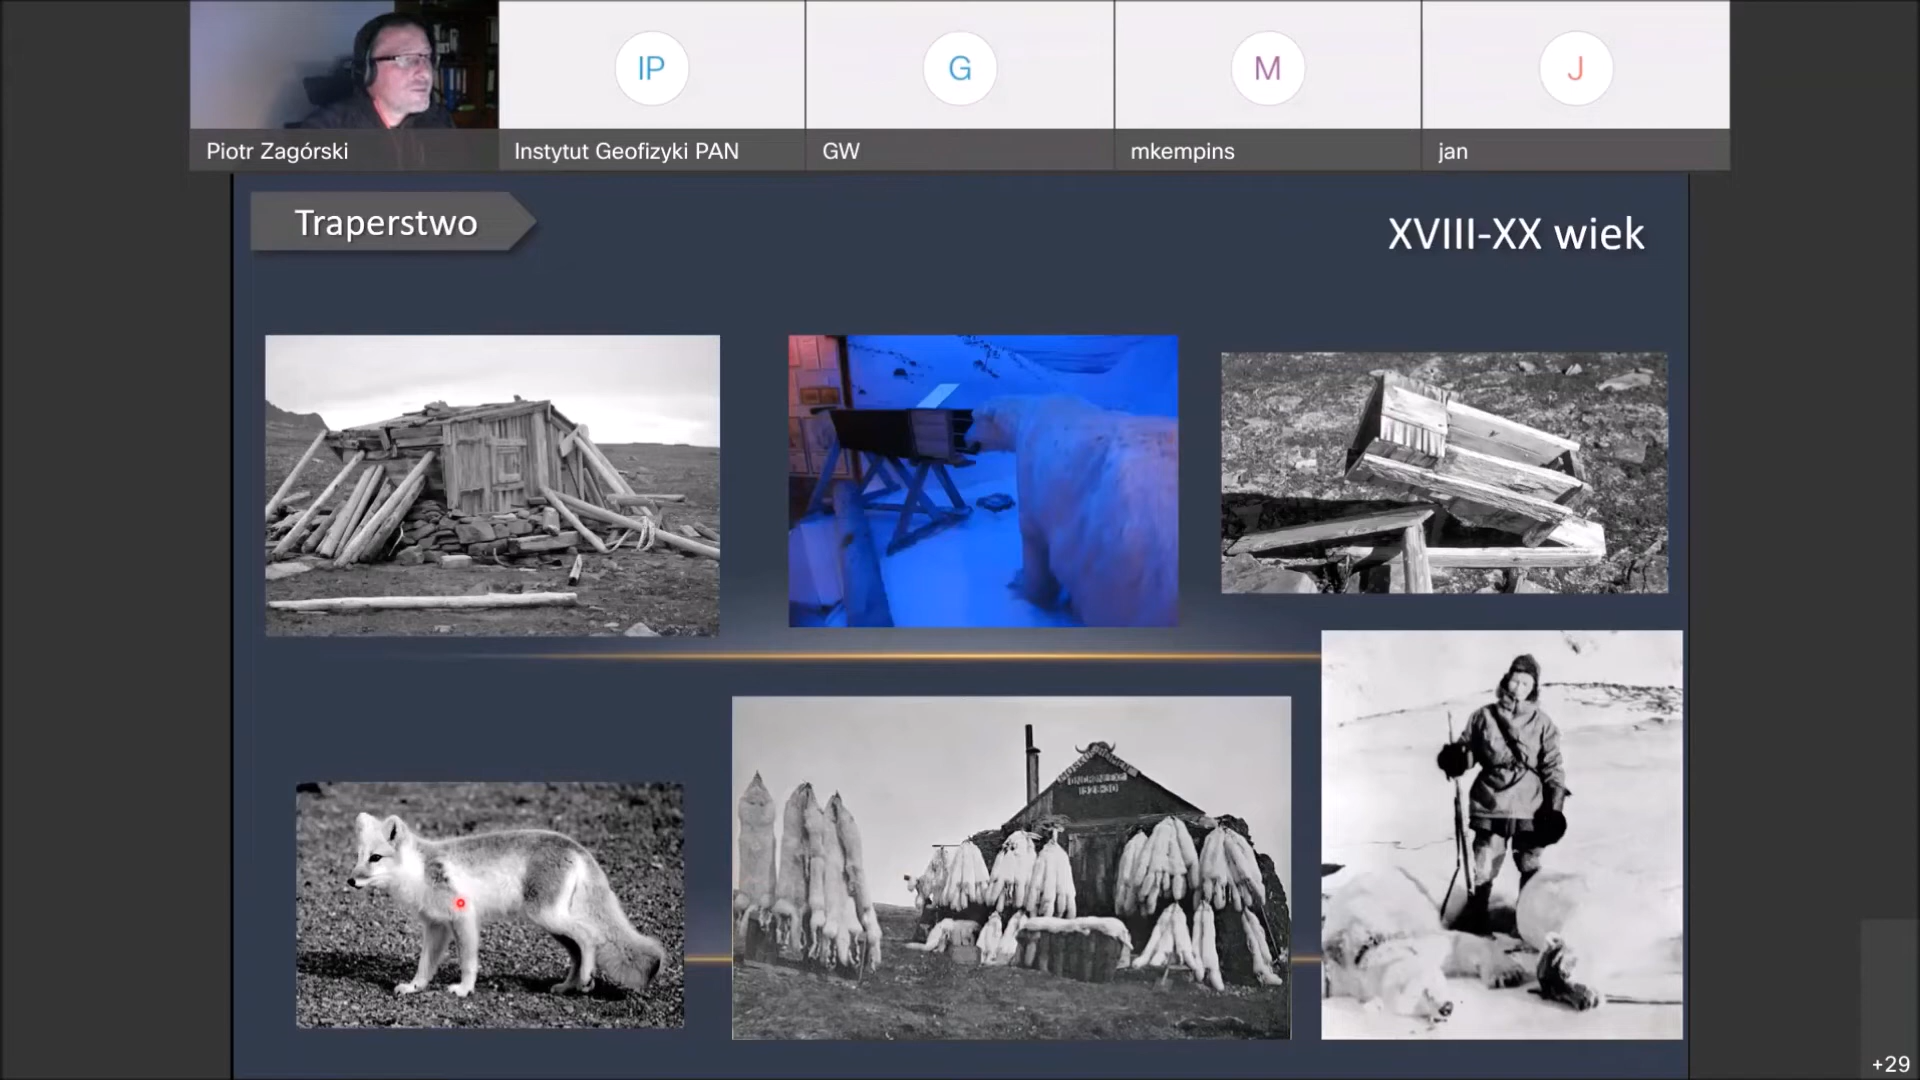 IP
G
M
J
Piotr Zagórski
Instytut Geofizyki PAN
GW
mkempins
jan
Traperstwo
XVIII-XX wiek
+29